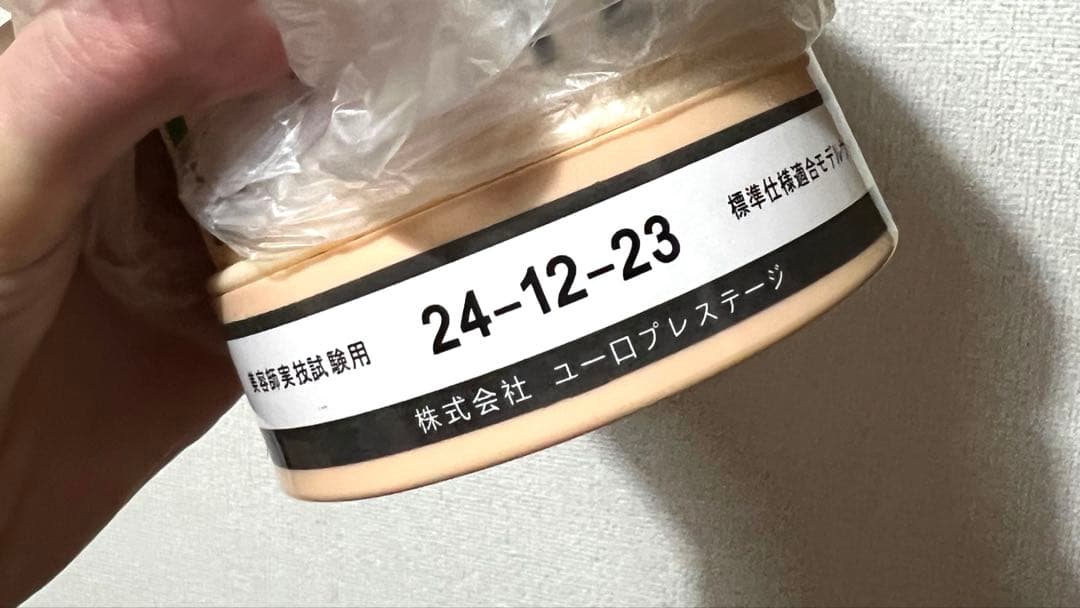 美容師実技試験用
24-12-23
標準仕様適合モデル
株式会社 ユーロプレステージ